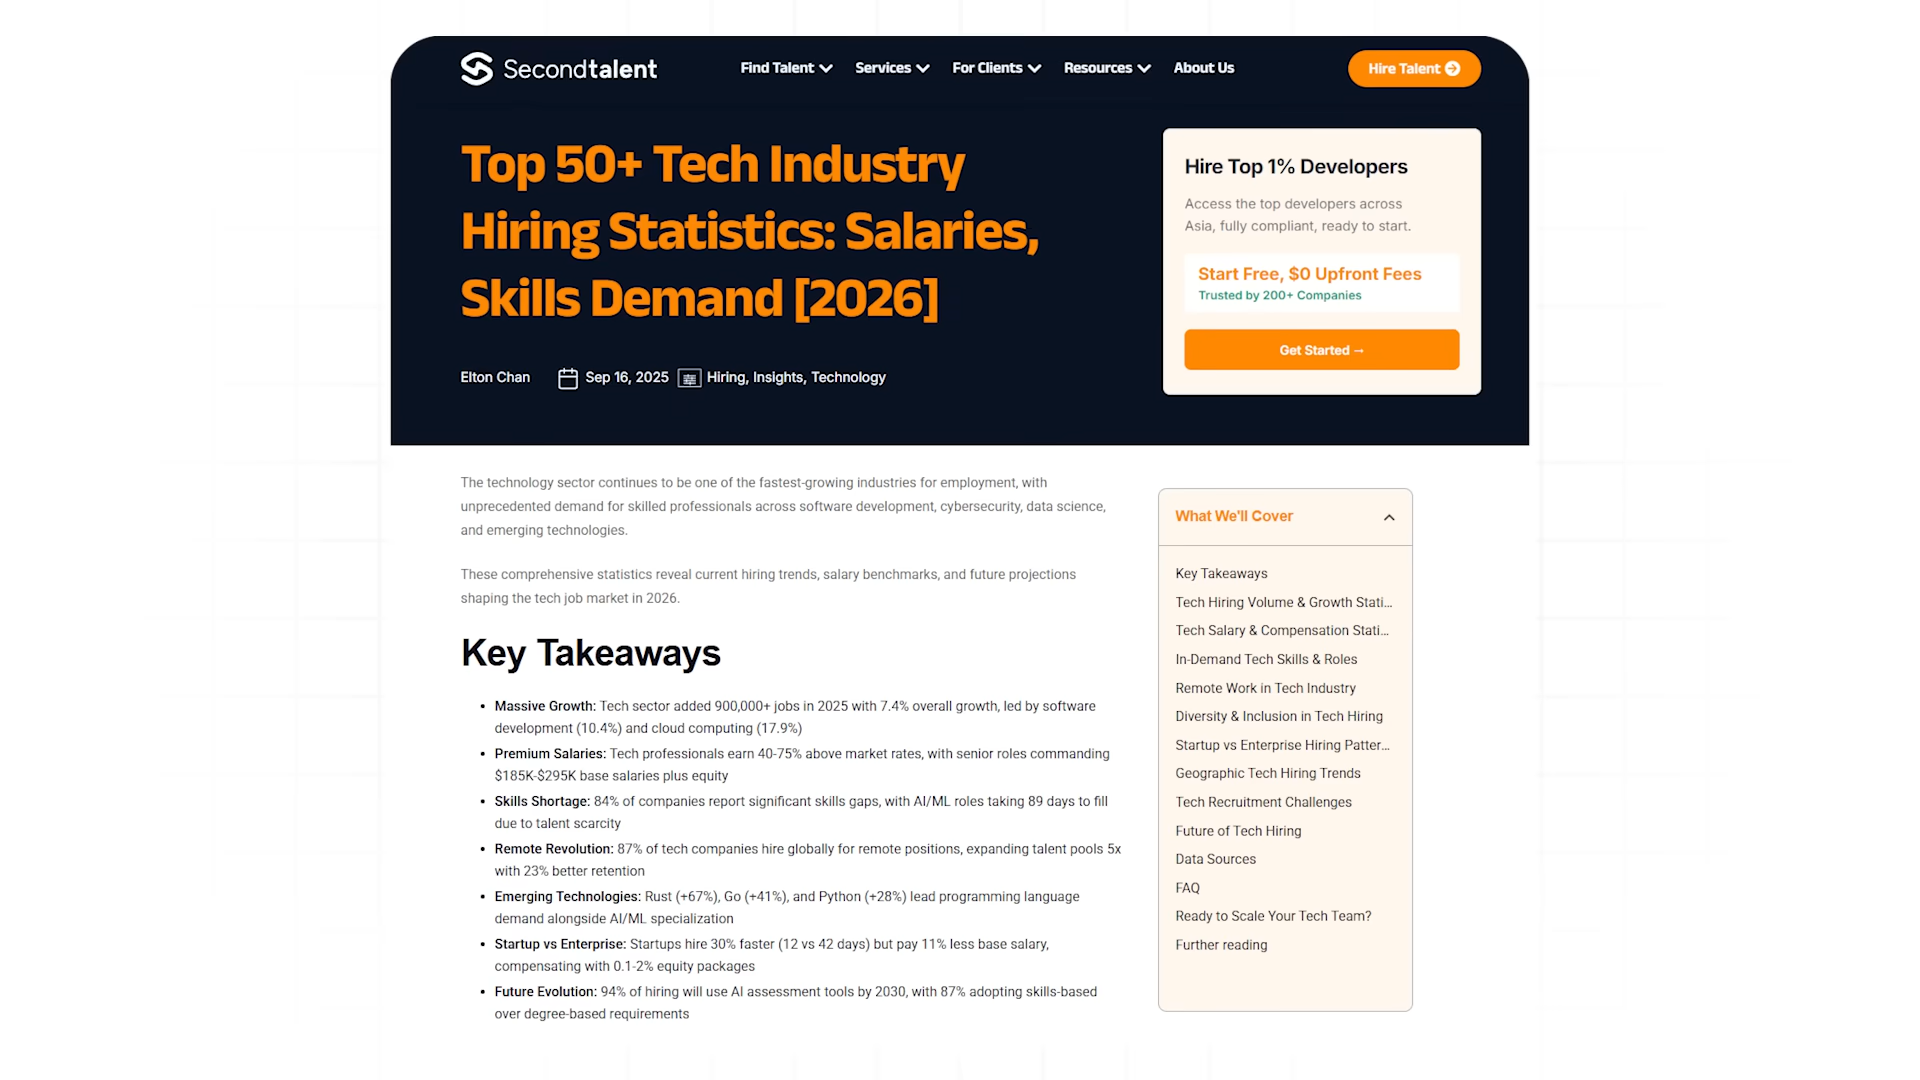 Secondtalent
Find Talent
Services
For Clients
Resources
About Us
Hire Talent
Top 50+ Tech Industry
Hiring Statistics: Salaries,
Skills Demand [2026]
Elton Chan
Sep 16, 2025
Hiring, Insights, Technology
Hire Top 1% Developers
Access the top developers across
Asia, fully compliant, ready to start.
Start Free, $0 Upfront Fees
Trusted by 200+ Companies
Get Started →
The technology sector continues to be one of the fastest-growing industries for employment, with
unprecedented demand for skilled professionals across software development, cybersecurity, data science,
and emerging technologies.
These comprehensive statistics reveal current hiring trends, salary benchmarks, and future projections
shaping the tech job market in 2026.
Key Takeaways
• Massive Growth: Tech sector added 900,000+ jobs in 2025 with 7.4% overall growth, led by software
development (10.4%) and cloud computing (17.9%)
• Premium Salaries: Tech professionals earn 40-75% above market rates, with senior roles commanding
$185K-$295K base salaries plus equity
• Skills Shortage: 84% of companies report significant skills gaps, with AI/ML roles taking 89 days to fill
due to talent scarcity
• Remote Revolution: 87% of tech companies hire globally for remote positions, expanding talent pools 5x
with 23% better retention
• Emerging Technologies: Rust (+67%), Go (+41%), and Python (+28%) lead programming language
demand alongside AI/ML specialization
• Startup vs Enterprise: Startups hire 30% faster (12 vs 42 days) but pay 11% less base salary,
compensating with 0.1-2% equity packages
• Future Evolution: 94% of hiring will use AI assessment tools by 2030, with 87% adopting skills-based
over degree-based requirements
What We'll Cover
Key Takeaways
Tech Hiring Volume & Growth Stati...
Tech Salary & Compensation Stati...
In-Demand Tech Skills & Roles
Remote Work in Tech Industry
Diversity & Inclusion in Tech Hiring
Startup vs Enterprise Hiring Patter...
Geographic Tech Hiring Trends
Tech Recruitment Challenges
Future of Tech Hiring
Data Sources
FAQ
Ready to Scale Your Tech Team?
Further reading